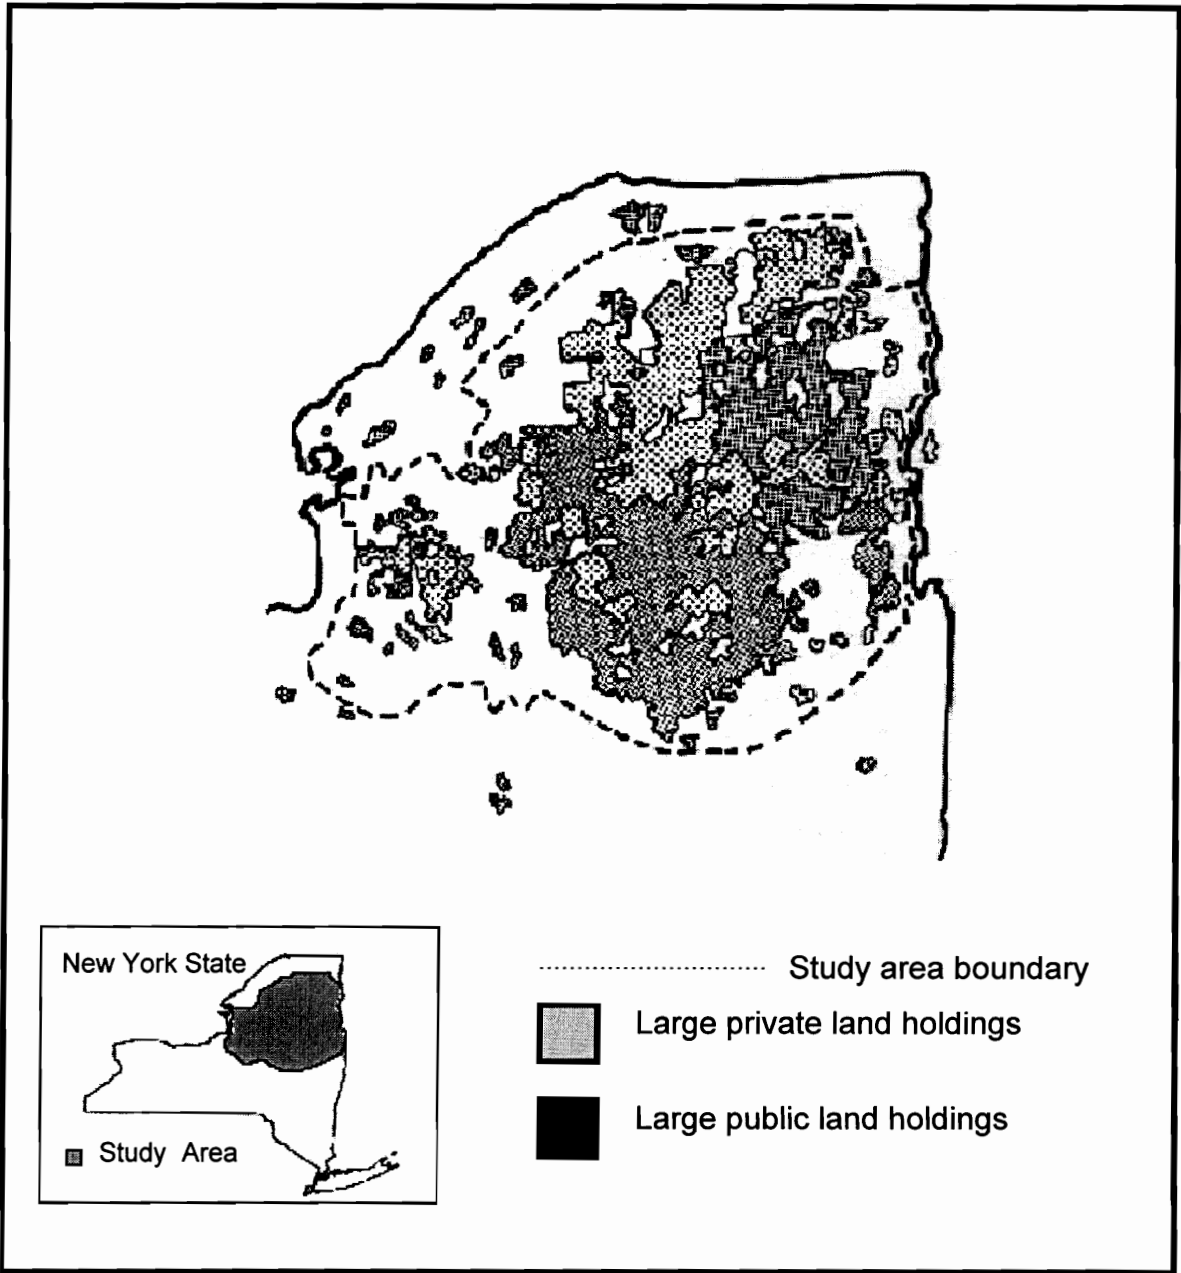 New York State
Study Area
Study area boundary
Large private land holdings
Large public land holdings